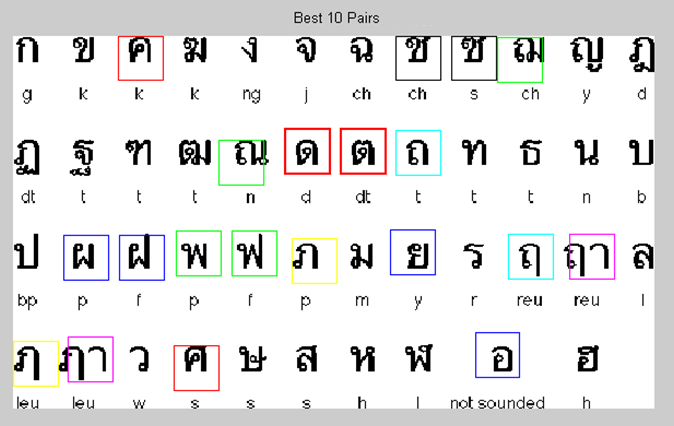 Best 10 Pairs
ก ข ค ฆ ง จ ฉ ช ซ ฌ ญ ฎ
g k k k ng j ch ch s ch y d
ฏ ฐ ฑ ฒ ณ ด ต ถ ท ธ น บ
dt t t t n d dt t t t n b
ป ผ ฝ พ ฟ ภ ม ย ร ฤ ฤๅ ล
bp p f p f p m y r reu reu l
ฦ ฦๅ ว ศ ษ ส ห ฬ อ ฮ
leu leu w s s s h l not sounded h